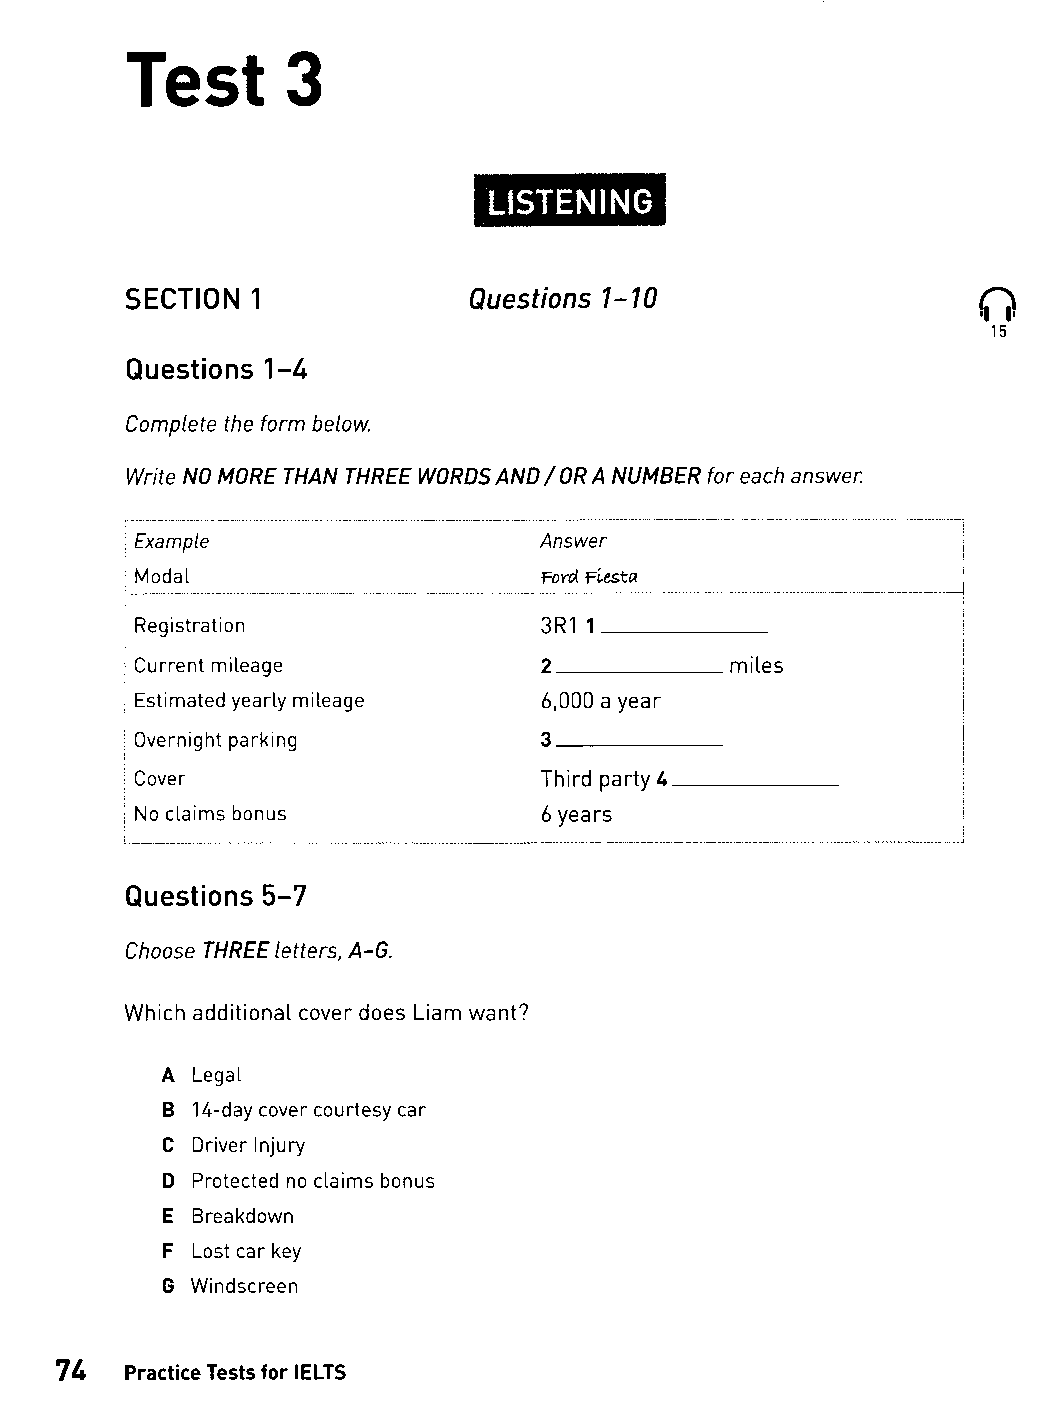 Test 3
LISTENING
SECTION 1 Questions 1–10
15
Questions 1–4
Complete the form below.
Write NO MORE THAN THREE WORDS AND / OR A NUMBER for each answer.
Example Answer
Modal Ford Fiesta
Registration 3R1 1 ____________
Current mileage 2 ____________ miles
Estimated yearly mileage 6,000 a year
Overnight parking 3 ____________
Cover Third party 4 ____________
No claims bonus 6 years
Questions 5–7
Choose THREE letters, A–G.
Which additional cover does Liam want?
A Legal
B 14-day cover courtesy car
C Driver Injury
D Protected no claims bonus
E Breakdown
F Lost car key
G Windscreen
74 Practice Tests for IELTS